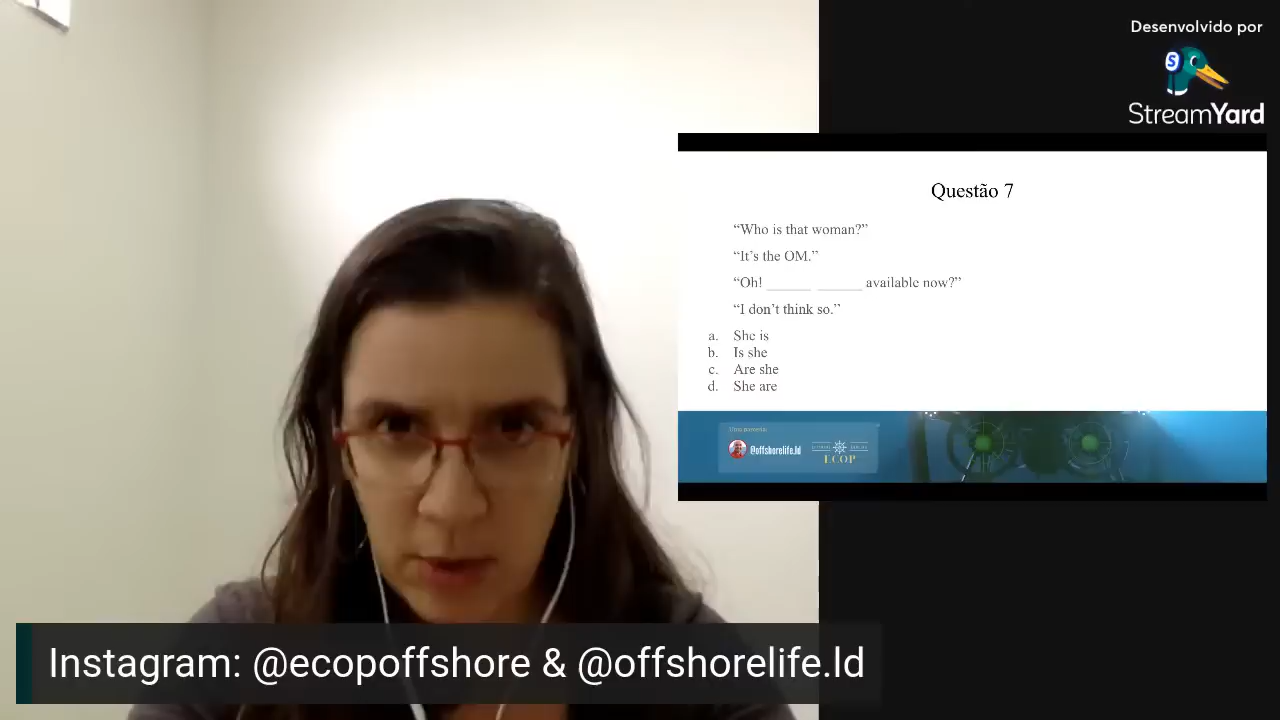 Desenvolvido por
StreamYard
Questão 7
“Who is that woman?”
“It’s the OM.”
“Oh! ______ ______ available now?”
“I don’t think so.”
a. She is
b. Is she
c. Are she
d. She are
@offshorelife.ld
ECOP
Instagram: @ecopoffshore & @offshorelife.ld